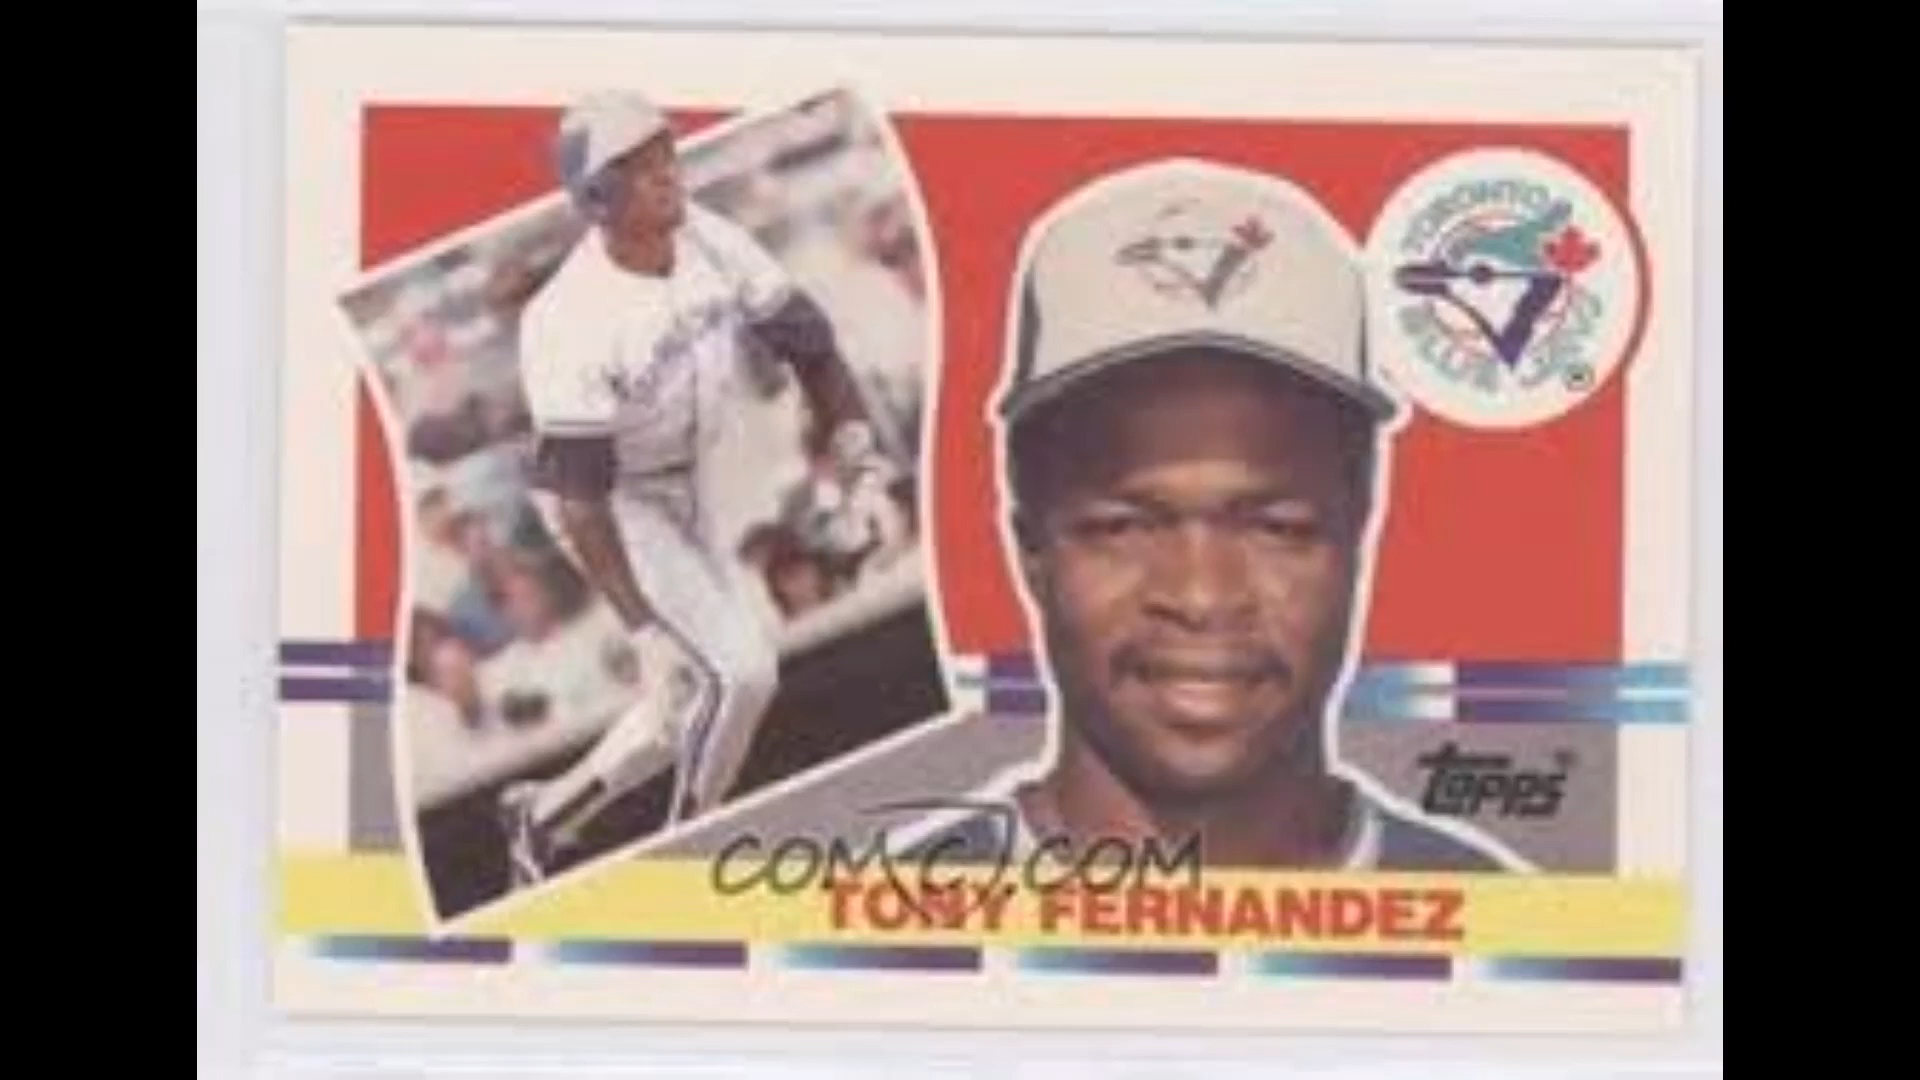 TORONTO
BLUE JAYS
topps
COMC.COM
TONY FERNANDEZ